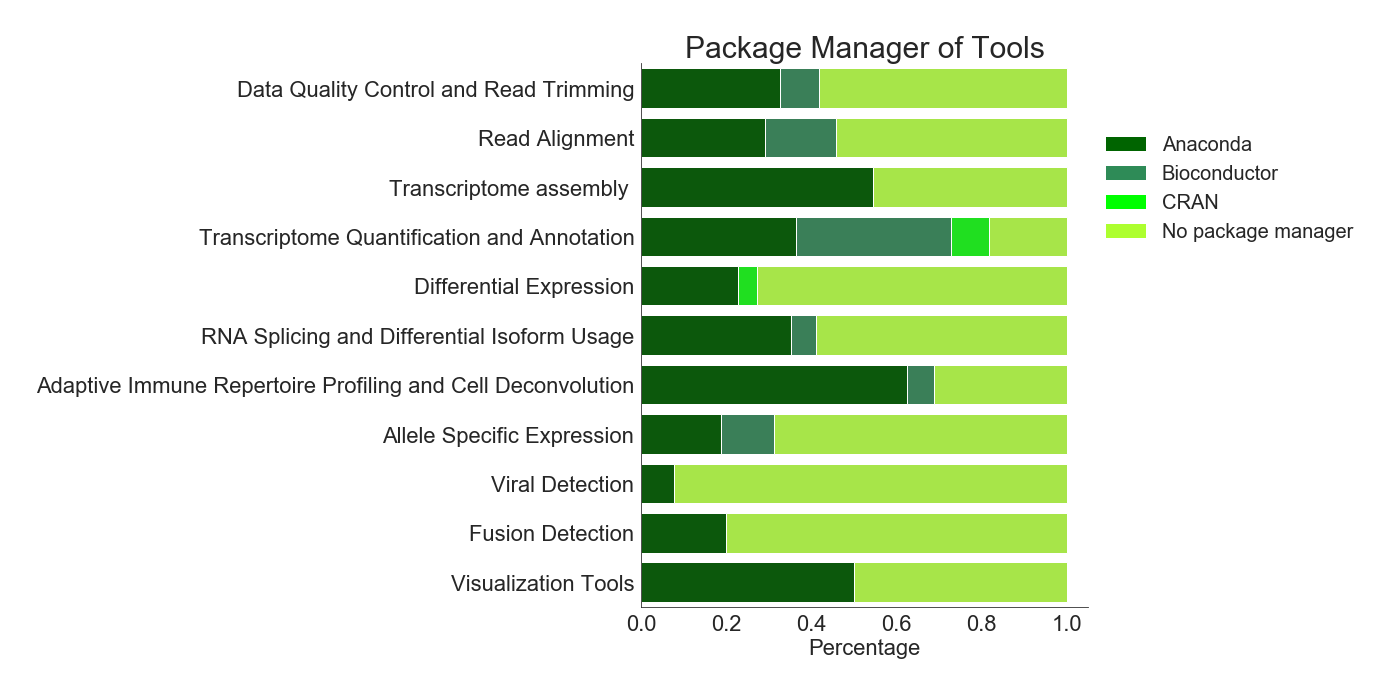 Package Manager of Tools
Data Quality Control and Read Trimming
Read Alignment
Transcriptome assembly
Transcriptome Quantification and Annotation
Differential Expression
RNA Splicing and Differential Isoform Usage
Adaptive Immune Repertoire Profiling and Cell Deconvolution
Allele Specific Expression
Viral Detection
Fusion Detection
Visualization Tools
0.0 0.2 0.4 0.6 0.8 1.0
Percentage
Anaconda
Bioconductor
CRAN
No package manager